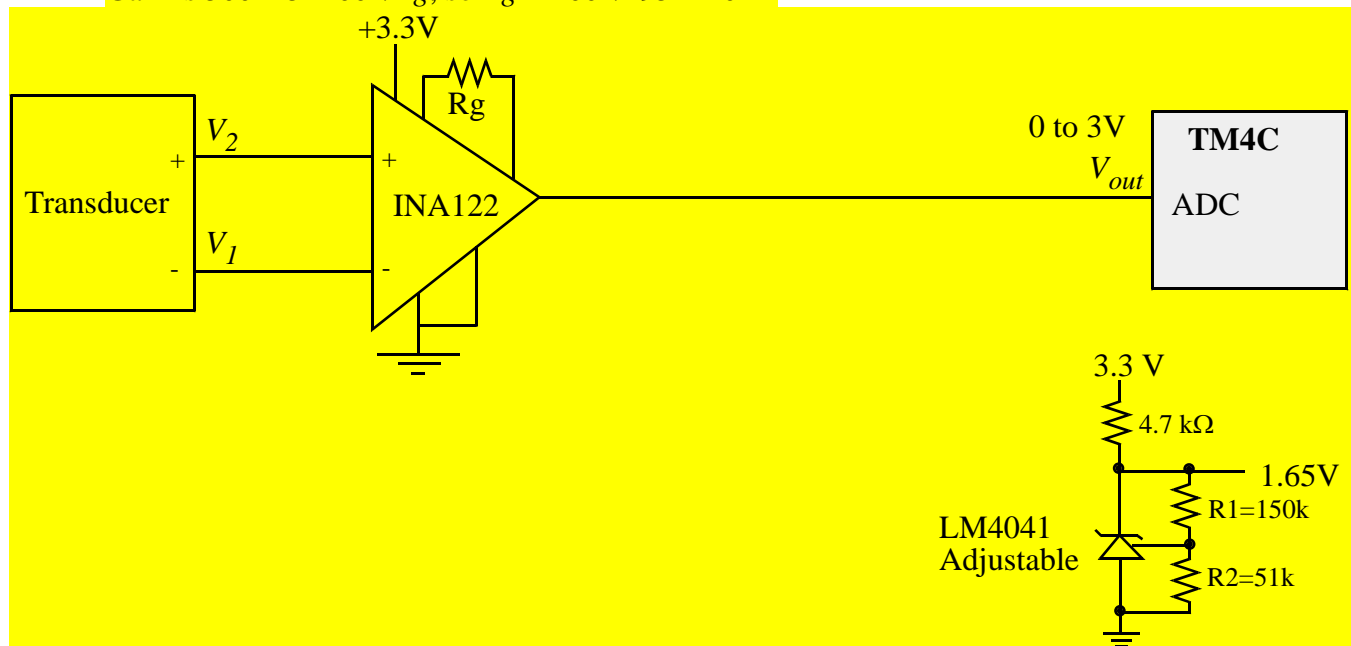 +3.3V
Rg
0 to 3V
TM4C
V2
Vout
+
+
Transducer
INA122
ADC
V1
-
-
3.3 V
4.7 kΩ
1.65V
R1=150k
LM4041
Adjustable
R2=51k